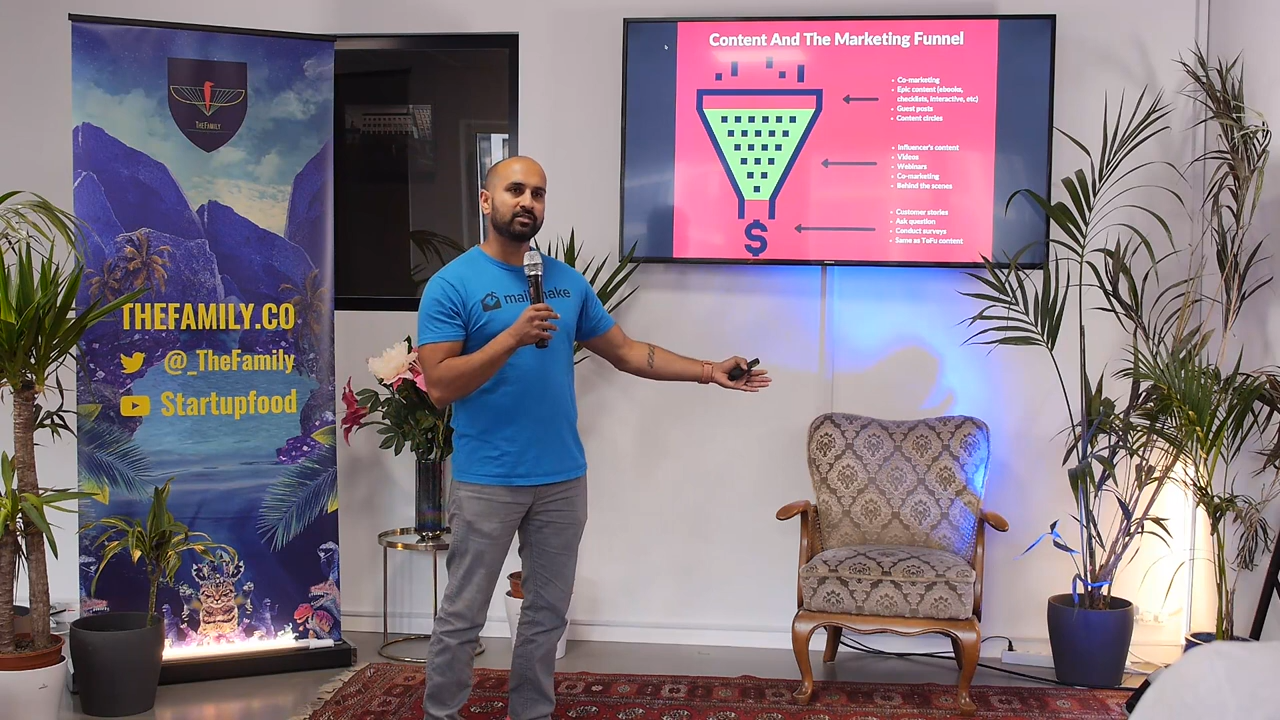 THEFAMILY
THEFAMILY.CO
@_TheFamily
Startupfood
Content And The Marketing Funnel
• Co-marketing
• Epic content (ebooks,
checklists, interactive, etc)
• Guest posts
• Content circles
• Influencer's content
• Videos
• Webinars
• Co-marketing
• Behind the scenes
$
• Customer stories
• Ask question
• Conduct surveys
• Same as ToFu content